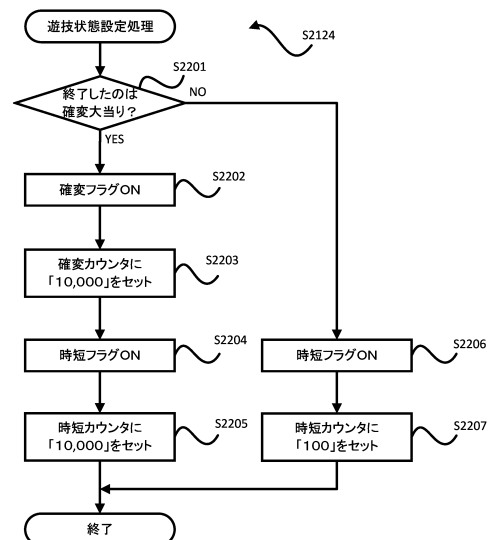 遊技状態設定処理
S2124
S2201
終了したのは
確変大当り？
NO
YES
S2202
確変フラグON
S2203
確変カウンタに
「10,000」をセット
S2204
時短フラグON
S2206
時短フラグON
S2205
時短カウンタに
「10,000」をセット
S2207
時短カウンタに
「100」をセット
終了